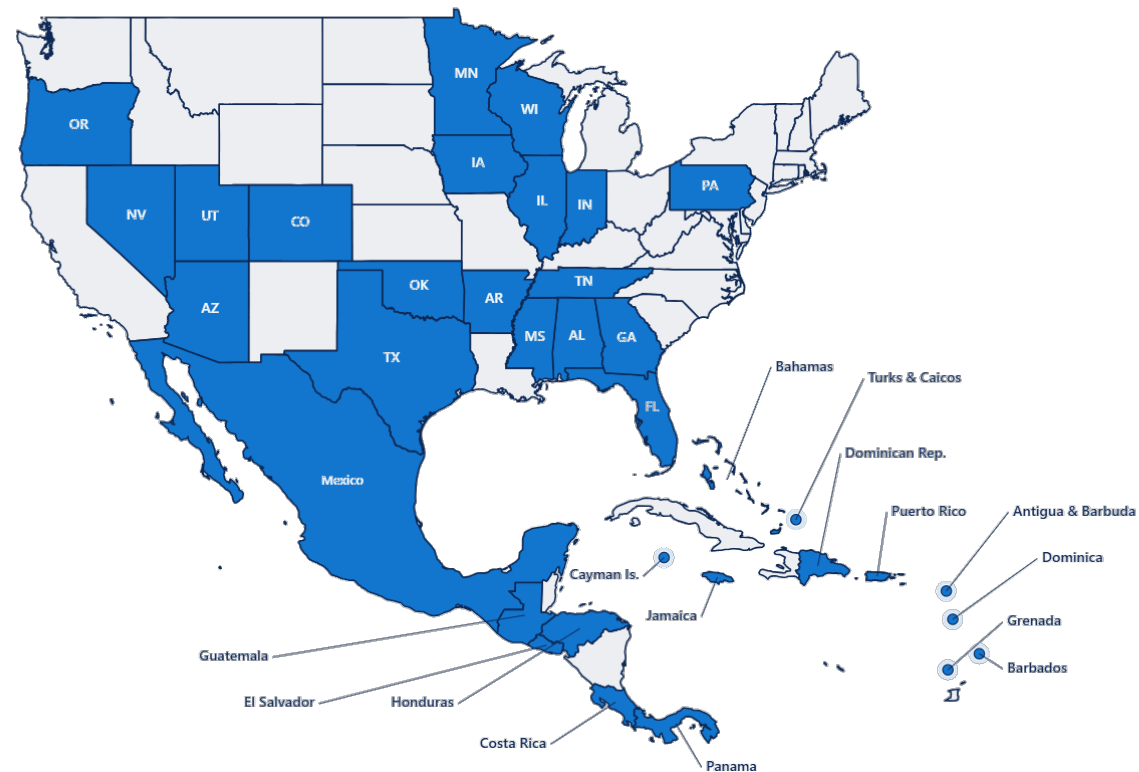 MN
WI
OR
IA
PA
IL
IN
NV
UT
CO
TN
OK
AR
AZ
MS
AL
GA
TX
Bahamas
Turks & Caicos
FL
Dominican Rep.
Mexico
Puerto Rico
Antigua & Barbuda
Dominica
Cayman Is.
Jamaica
Grenada
Guatemala
Barbados
El Salvador
Honduras
Costa Rica
Panama